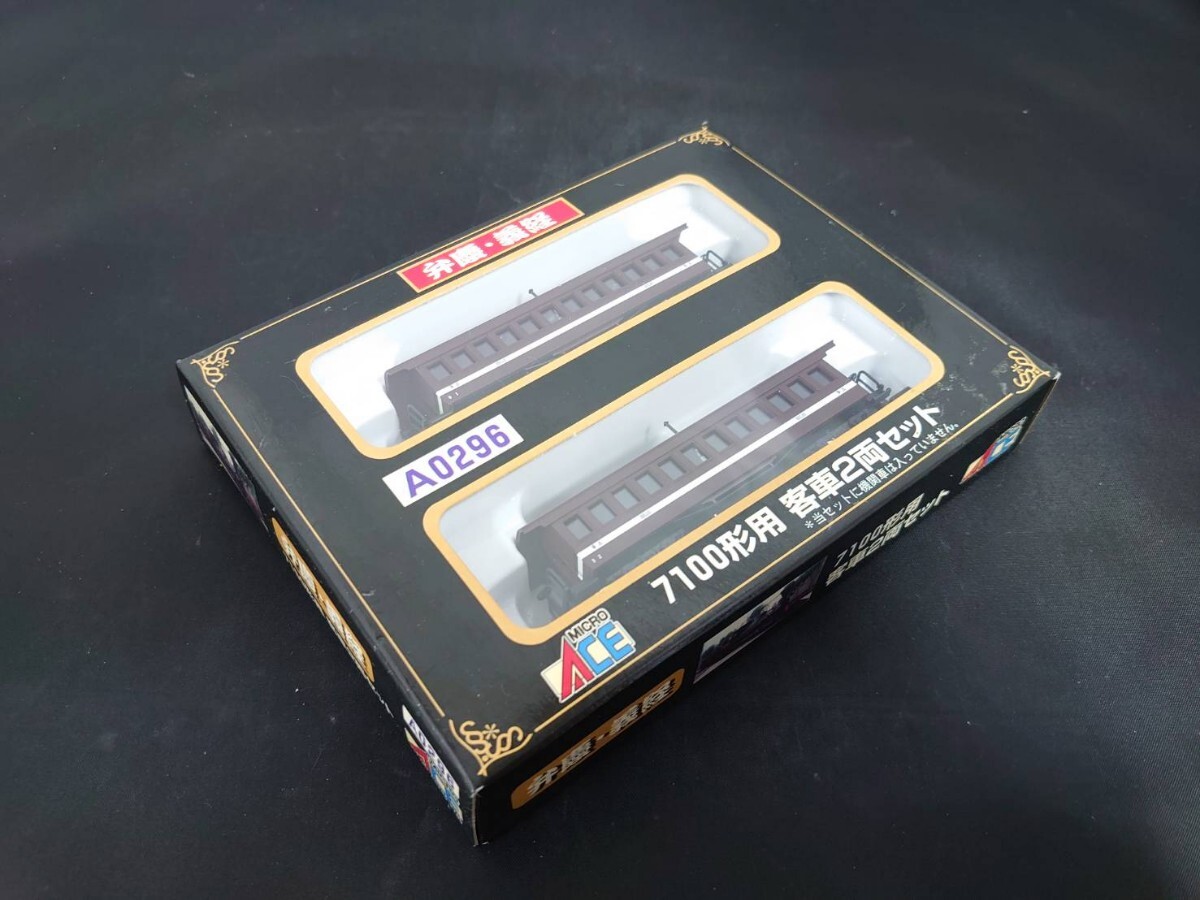 弁慶・義経
A0296
7100形用 客車2両セット
*当セットに機関車は入っていません。
MICRO
ACE
弁慶・義経
7100形用
客車2両セット
ACE